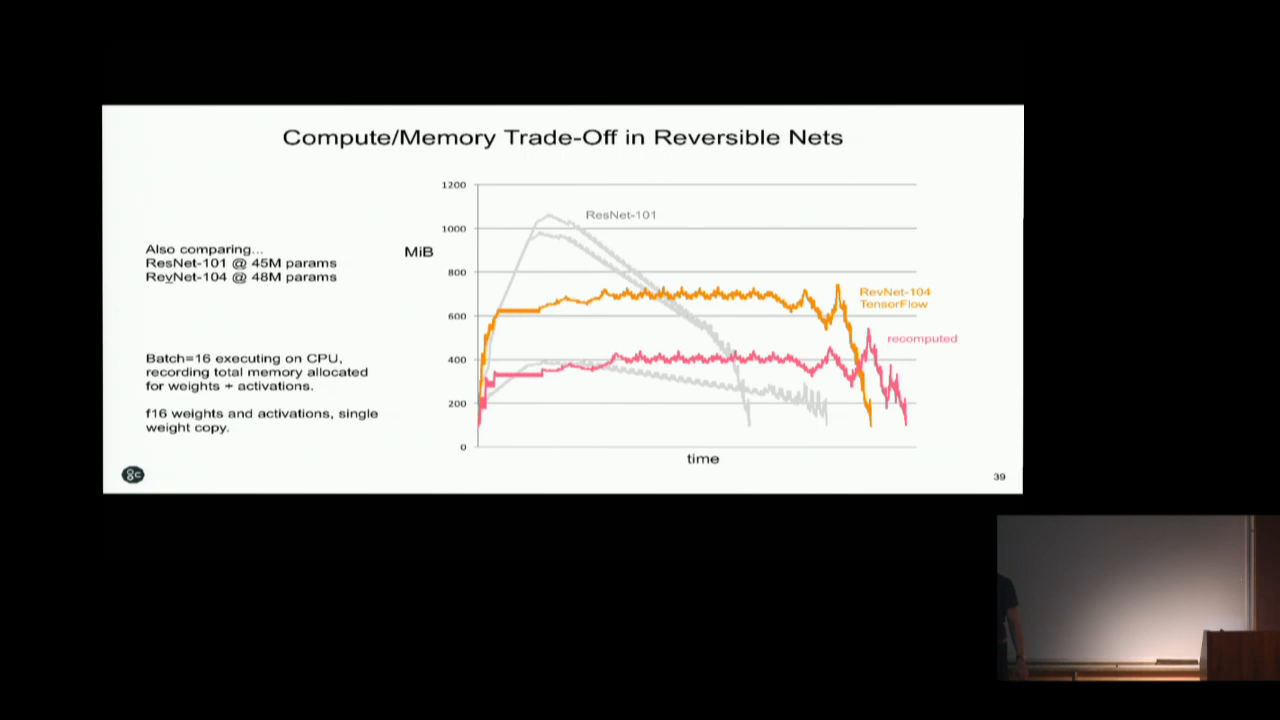 Compute/Memory Trade-Off in Reversible Nets
Also comparing...
ResNet-101 @ 45M params
RevNet-104 @ 48M params
Batch=16 executing on CPU,
recording total memory allocated
for weights + activations.
f16 weights and activations, single
weight copy.
MiB
1200
1000
800
600
400
200
0
ResNet-101
RevNet-104
TensorFlow
recomputed
time
gc
39